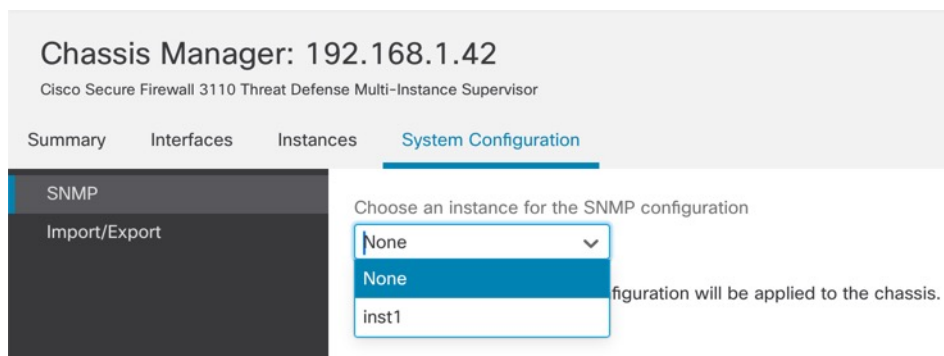 Chassis Manager: 192.168.1.42
Cisco Secure Firewall 3110 Threat Defense Multi-Instance Supervisor
Summary Interfaces Instances System Configuration
SNMP
Import/Export
Choose an instance for the SNMP configuration
None
None
figuration will be applied to the chassis.
inst1